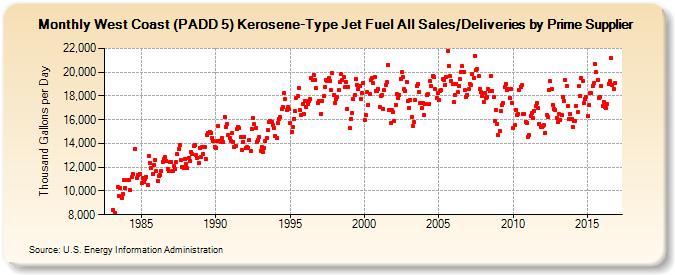 Monthly West Coast (PADD 5) Kerosene-Type Jet Fuel All Sales/Deliveries by Prime Supplier
Thousand Gallons per Day
22,000
20,000
18,000
16,000
14,000
12,000
10,000
8,000
1985 1990 1995 2000 2005 2010 2015
Source: U.S. Energy Information Administration